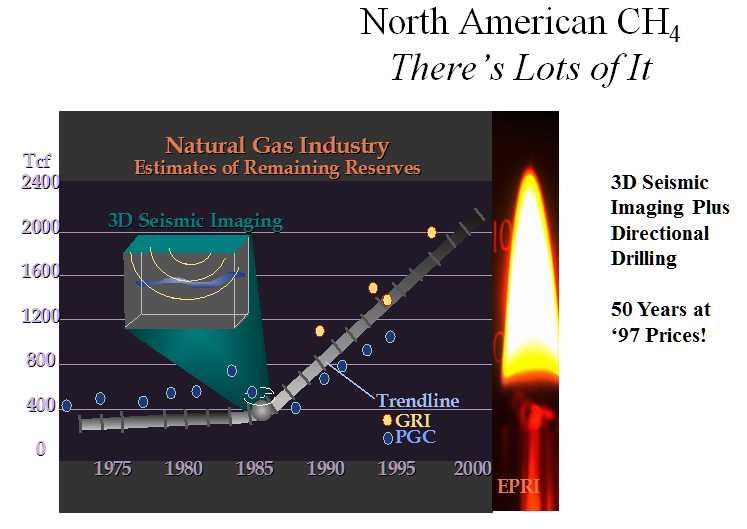 North American CH4
There's Lots of It
Natural Gas Industry
Estimates of Remaining Reserves
Tcf
2400
2000
1600
1200
800
400
0
3D Seismic Imaging
Trendline
GRI
PGC
1975 1980 1985 1990 1995 2000
EPRI
3D Seismic
Imaging Plus
Directional
Drilling
50 Years at
‘97 Prices!